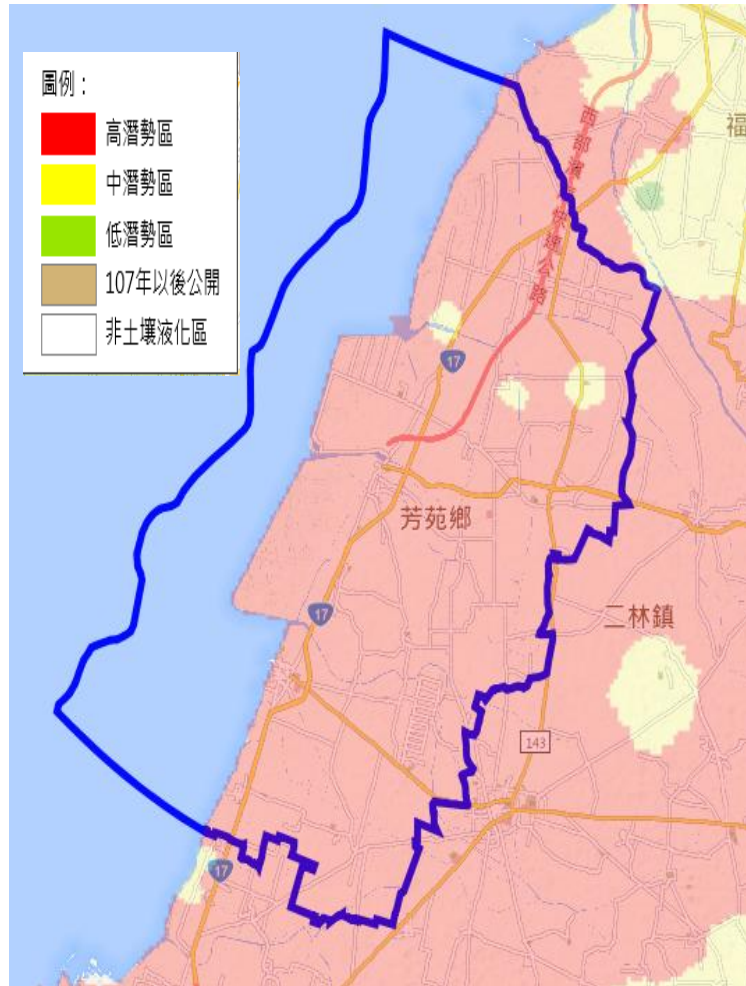 圖例：
高潛勢區
中潛勢區
低潛勢區
107年以後公開
非土壤液化區
福
西部濱海快速公路
17
芳苑鄉
17
二林鎮
143
17